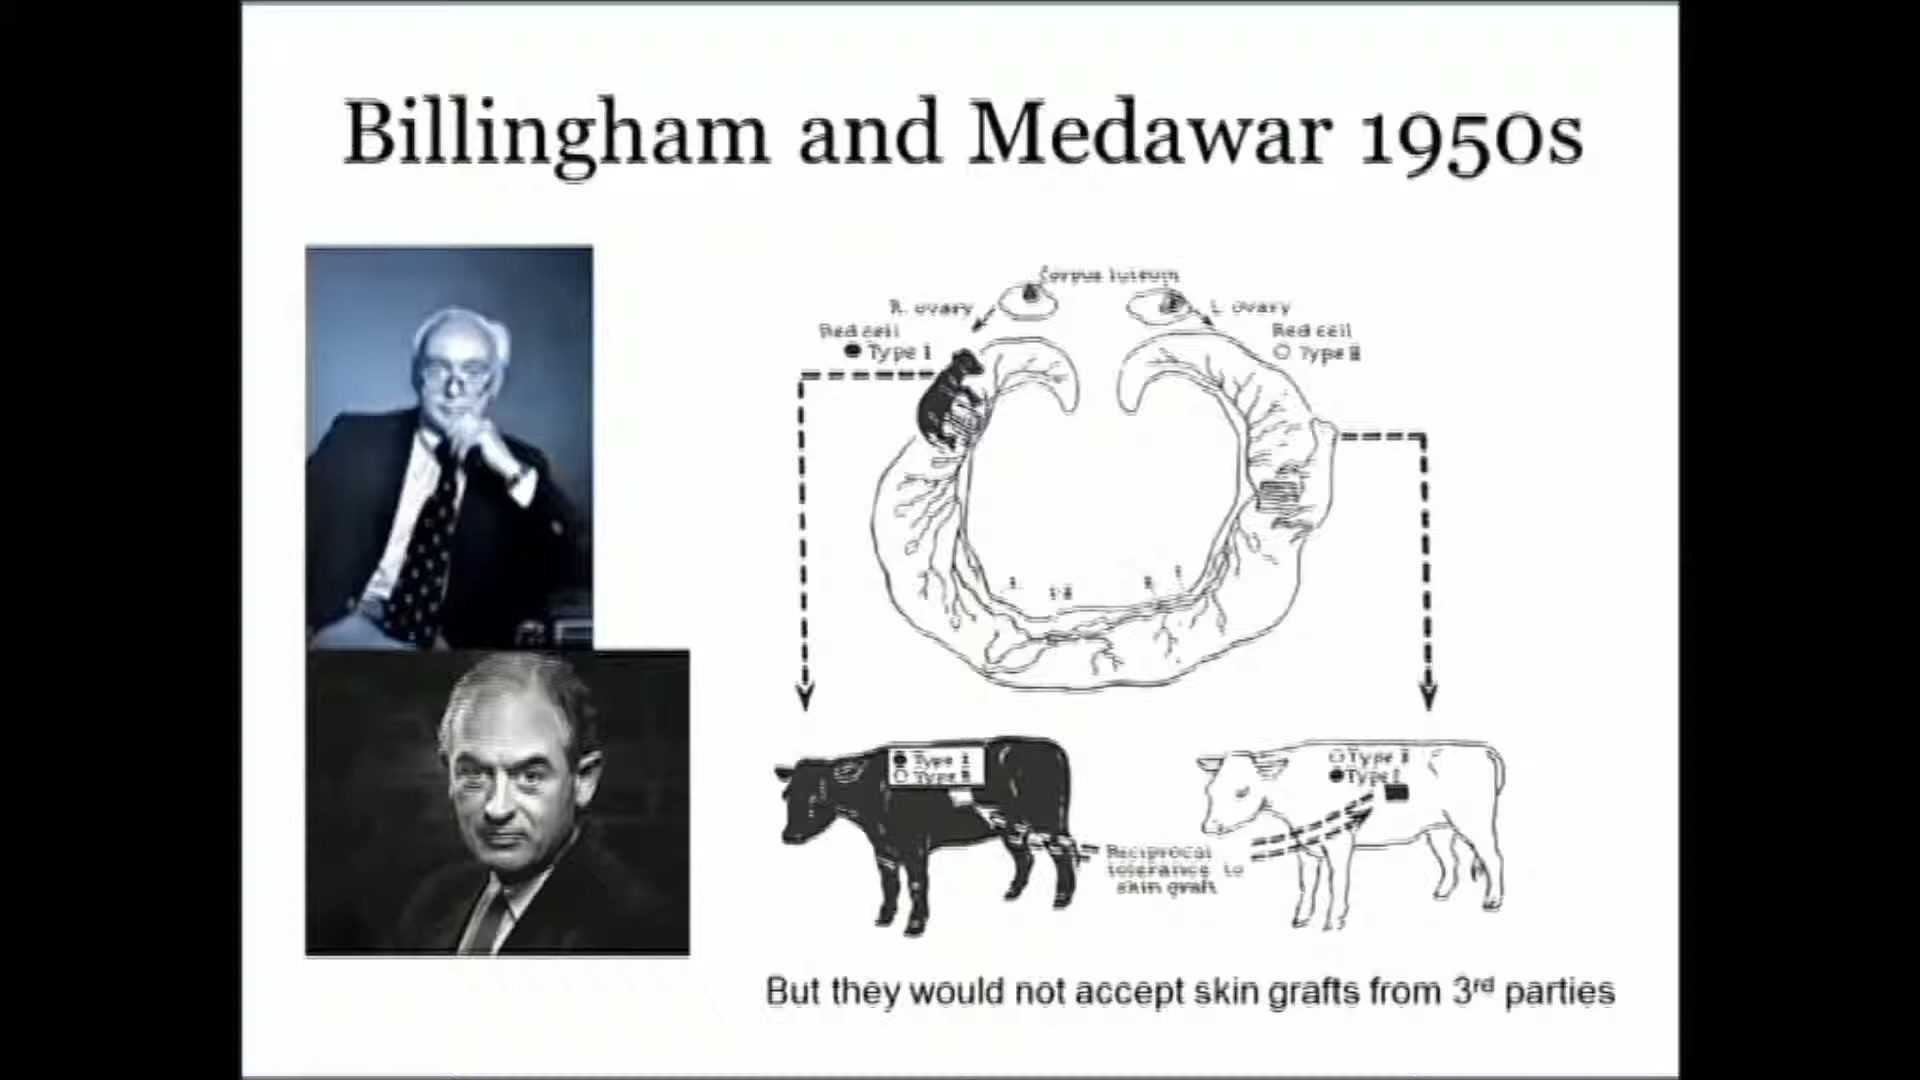 Billingham and Medawar 1950s
Corpus luteum
R. ovary
L. ovary
Red cell
Type I
Red cell
Type II
Type I
Type II
Type II
Type I
Reciprocal
tolerance to
skin graft
But they would not accept skin grafts from 3rd parties